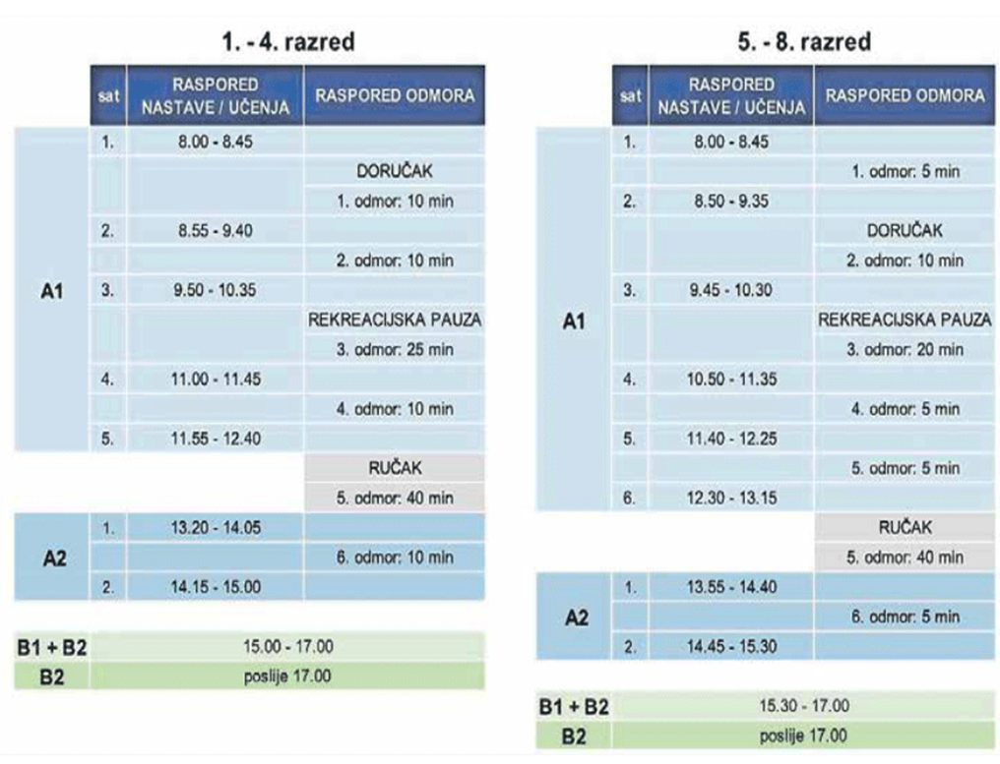 1. - 4. razred
sat RASPORED NASTAVE / UČENJA RASPORED ODMORA
A1
1. 8.00 - 8.45
DORUČAK
1. odmor: 10 min
2. 8.55 - 9.40
2. odmor: 10 min
3. 9.50 - 10.35
REKREACIJSKA PAUZA
3. odmor: 25 min
4. 11.00 - 11.45
4. odmor: 10 min
5. 11.55 - 12.40
RUČAK
5. odmor: 40 min
A2
1. 13.20 - 14.05
6. odmor: 10 min
2. 14.15 - 15.00
B1 + B2 15.00 - 17.00
B2 poslije 17.00
5. - 8. razred
sat RASPORED NASTAVE / UČENJA RASPORED ODMORA
A1
1. 8.00 - 8.45
1. odmor: 5 min
2. 8.50 - 9.35
DORUČAK
2. odmor: 10 min
3. 9.45 - 10.30
REKREACIJSKA PAUZA
3. odmor: 20 min
4. 10.50 - 11.35
4. odmor: 5 min
5. 11.40 - 12.25
5. odmor: 5 min
6. 12.30 - 13.15
RUČAK
5. odmor: 40 min
A2
1. 13.55 - 14.40
6. odmor: 5 min
2. 14.45 - 15.30
B1 + B2 15.30 - 17.00
B2 poslije 17.00